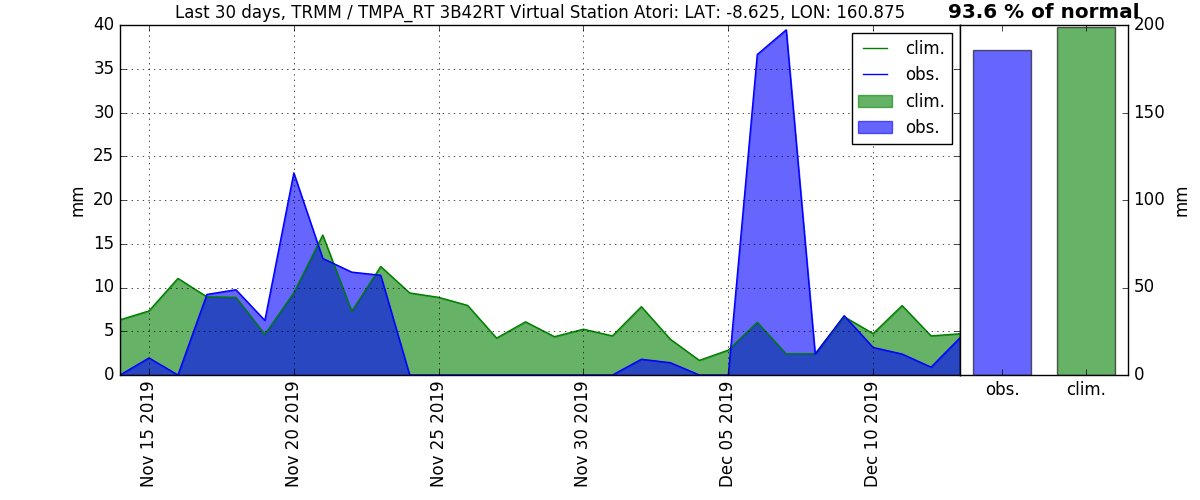 Last 30 days, TRMM / TMPA_RT 3B42RT Virtual Station Atori: LAT: -8.625, LON: 160.875
93.6 % of normal
40
35
30
25
20
15
10
5
0
mm
clim.
obs.
clim.
obs.
200
150
100
50
0
mm
Nov 15 2019
Nov 20 2019
Nov 25 2019
Nov 30 2019
Dec 05 2019
Dec 10 2019
obs.
clim.